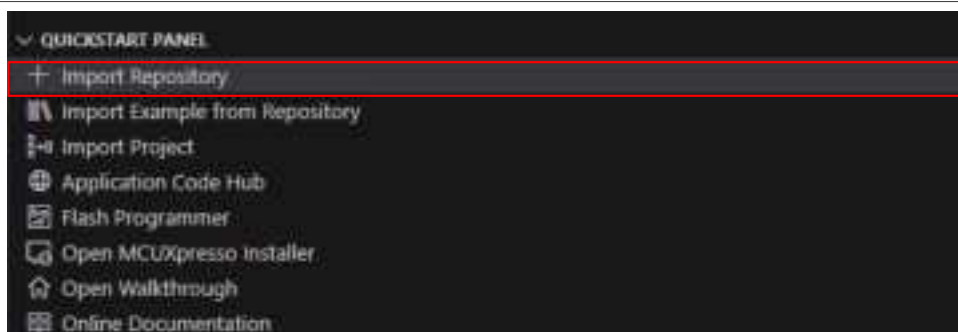 QUICKSTART PANEL
Import Repository
Import Example from Repository
Import Project
Application Code Hub
Flash Programmer
Open MCUXpresso Installer
Open Walkthrough
Online Documentation